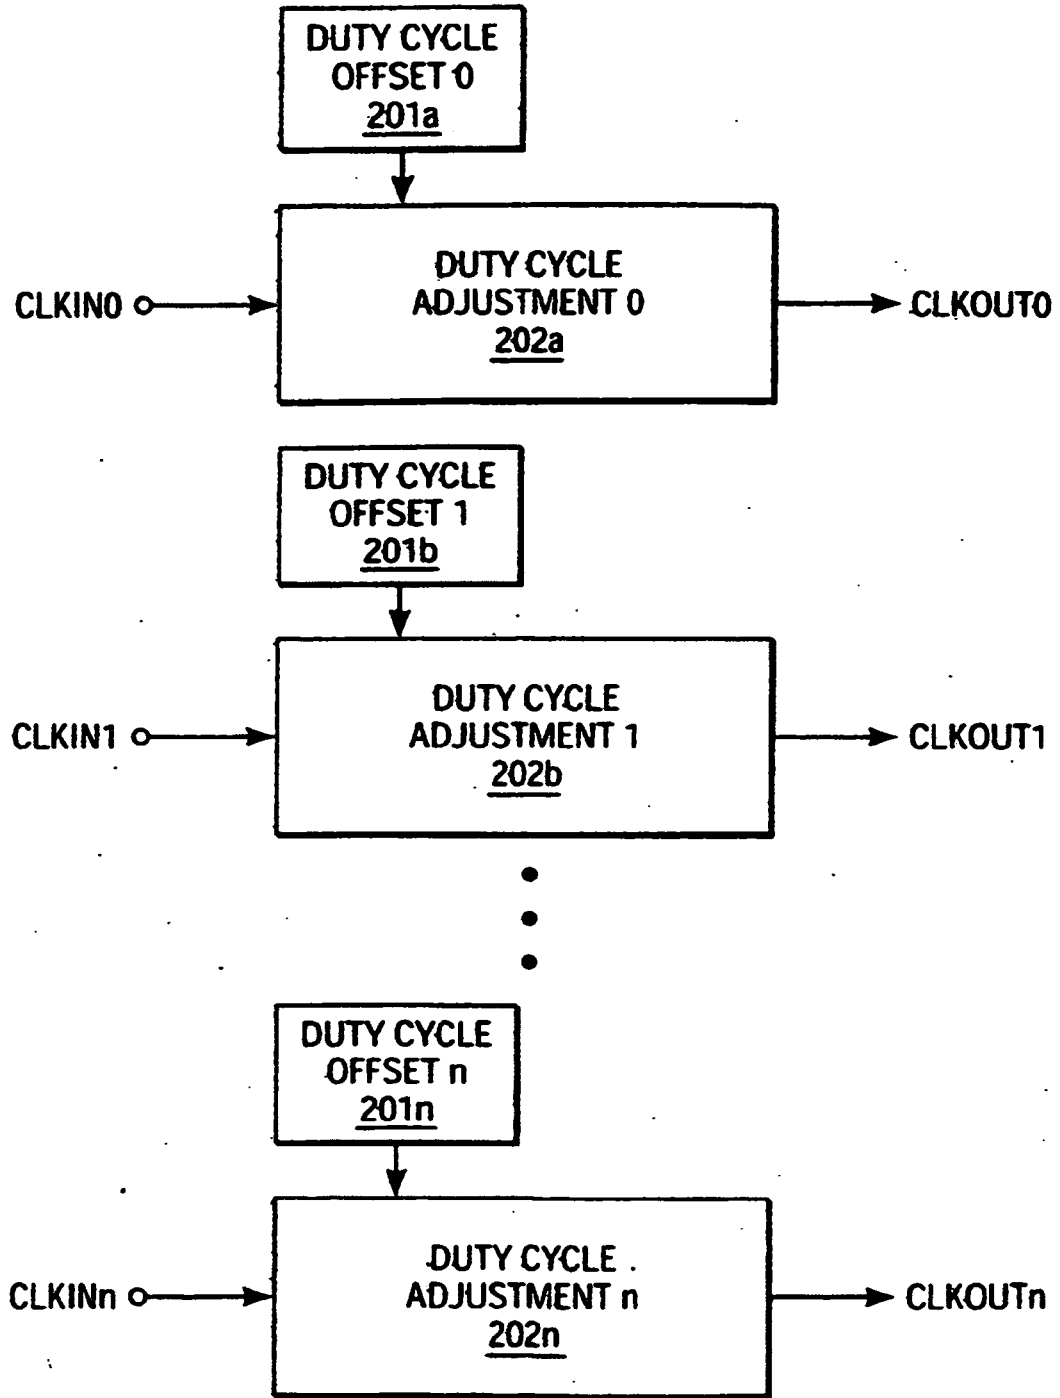 DUTY CYCLE
OFFSET 0
201a
DUTY CYCLE
ADJUSTMENT 0
202a
CLKIN0
CLKOUT0
DUTY CYCLE
OFFSET 1
201b
DUTY CYCLE
ADJUSTMENT 1
202b
CLKIN1
CLKOUT1
DUTY CYCLE
OFFSET n
201n
DUTY CYCLE
ADJUSTMENT n
202n
CLKINn
CLKOUTn